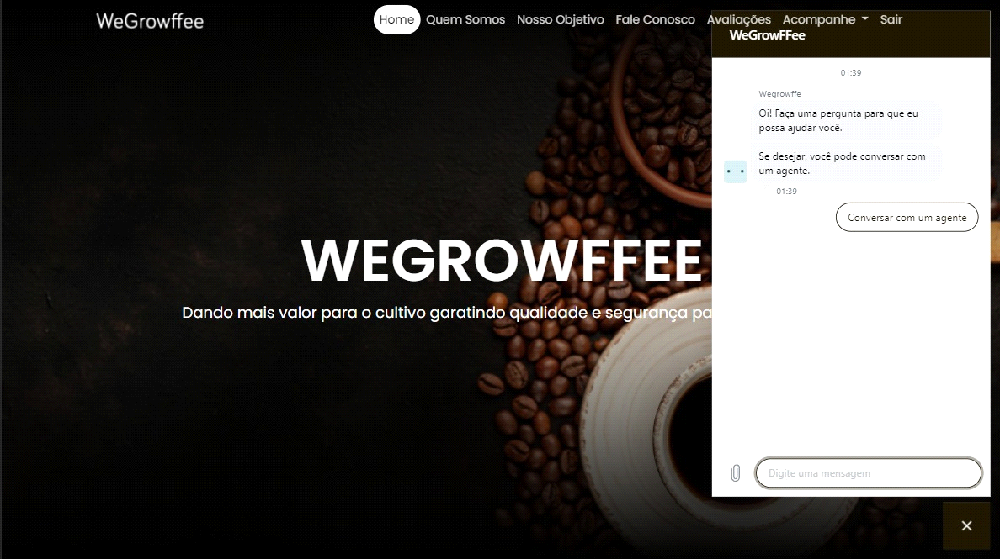 WeGrowffee
Home Quem Somos Nosso Objetivo Fale Conosco Avaliações Acompanhe Sair
WeGrowFFee
01:39
Wegrowffe
Oi! Faça uma pergunta para que eu
possa ajudar você.
Se desejar, você pode conversar com
um agente.
01:39
Conversar com um agente
WEGROWFFEE
Dando mais valor para o cultivo garatindo qualidade e segurança pa
Digite uma mensagem